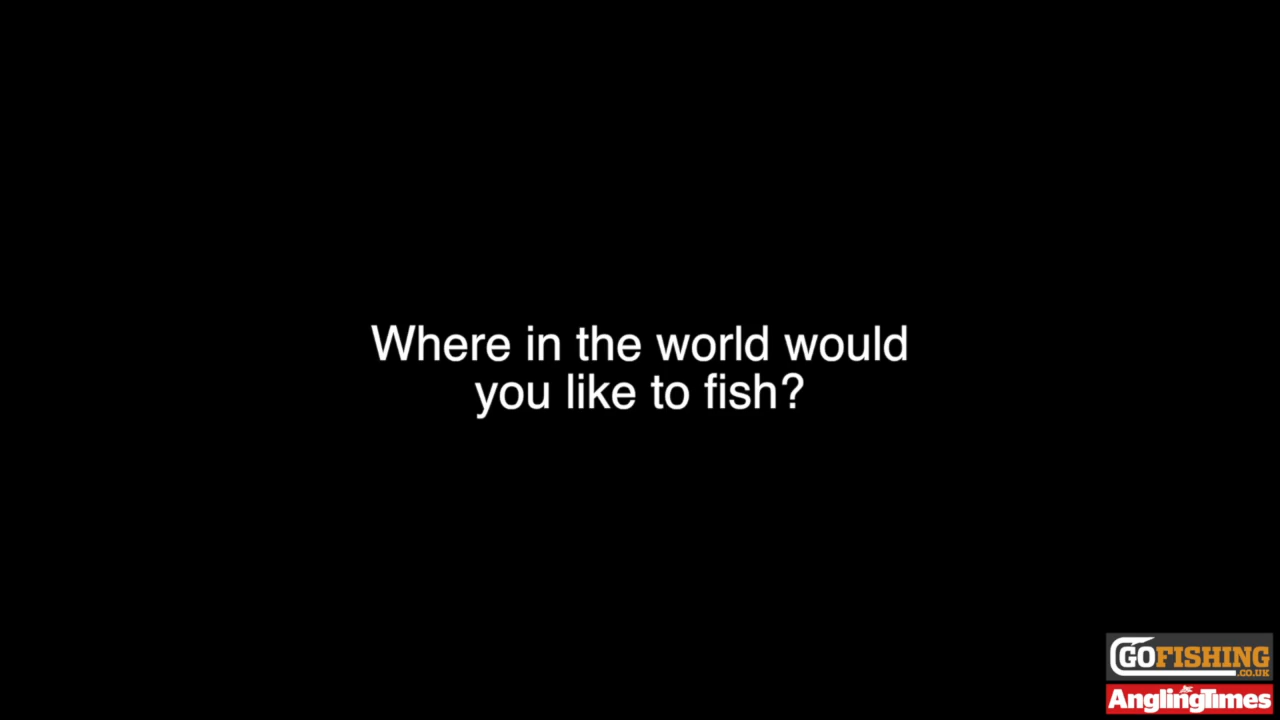 Where in the world would
you like to fish?
GOFISHING
.CO.UK
AnglingTimes